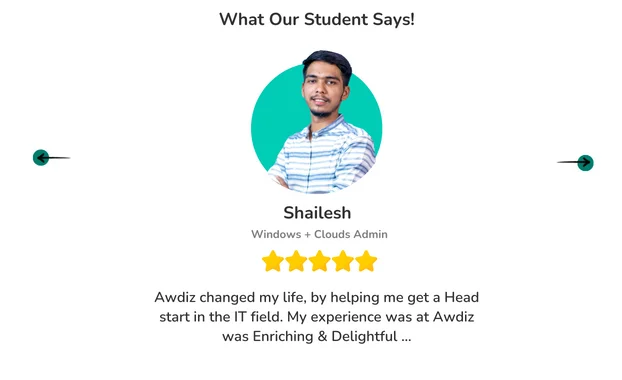 What Our Student Says!
Shailesh
Windows + Clouds Admin
Awdiz changed my life, by helping me get a Head
start in the IT field. My experience was at Awdiz
was Enriching & Delightful ...